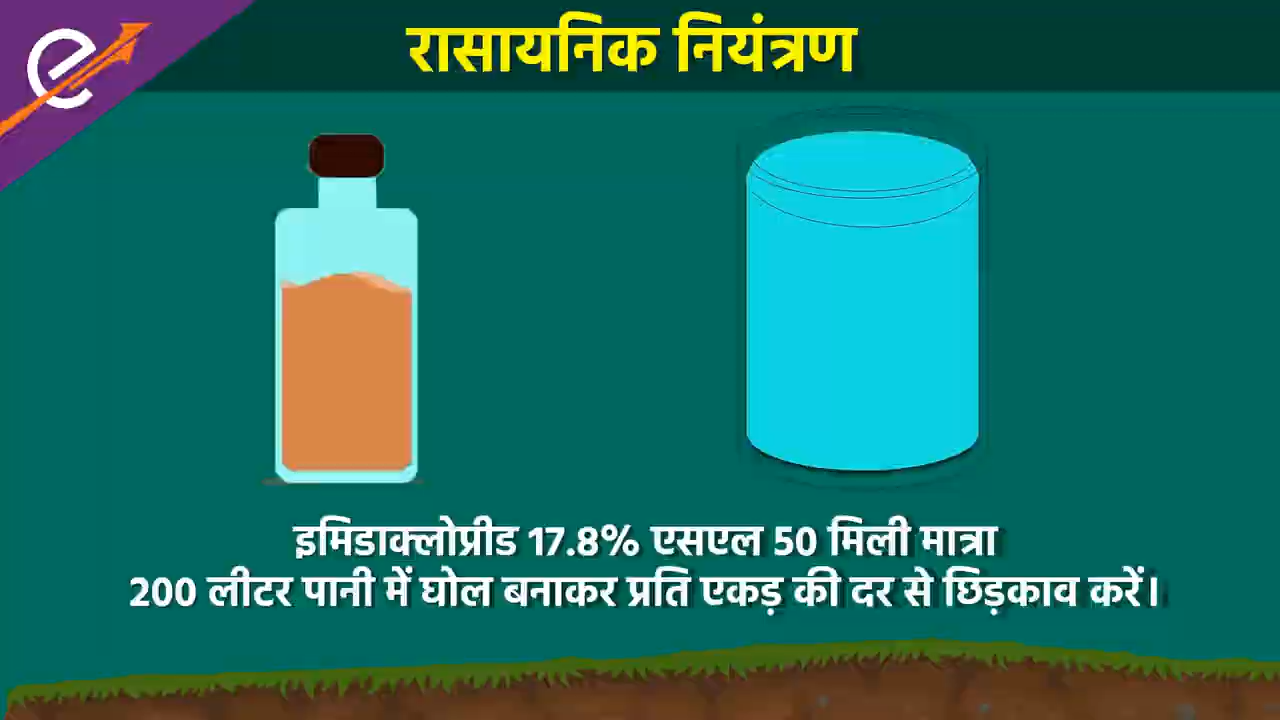 रासायनिक नियंत्रण
इमिडाक्लोप्रीड 17.8% एसएल 50 मिली मात्रा
200 लीटर पानी में घोल बनाकर प्रति एकड़ की दर से छिड़काव करें।